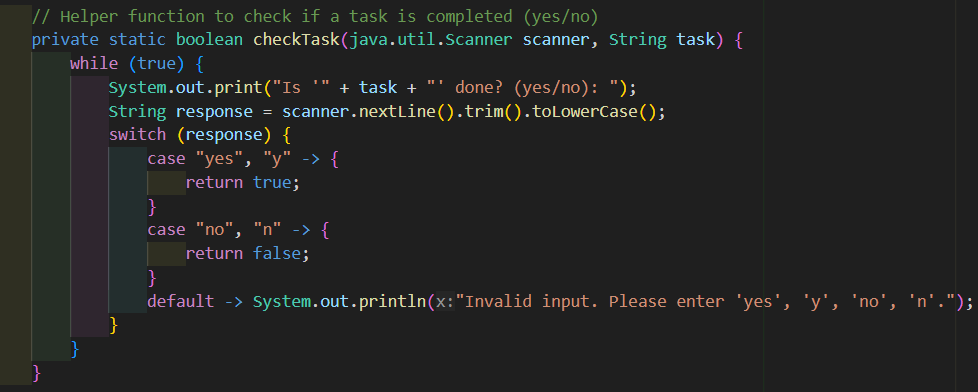 // Helper function to check if a task is completed (yes/no)
private static boolean checkTask(java.util.Scanner scanner, String task) {
    while (true) {
        System.out.print("Is '" + task + "' done? (yes/no): ");
        String response = scanner.nextLine().trim().toLowerCase();
        switch (response) {
            case "yes", "y" -> {
                return true;
            }
            case "no", "n" -> {
                return false;
            }
            default -> System.out.println(x:"Invalid input. Please enter 'yes', 'y', 'no', 'n'.");
        }
    }
}